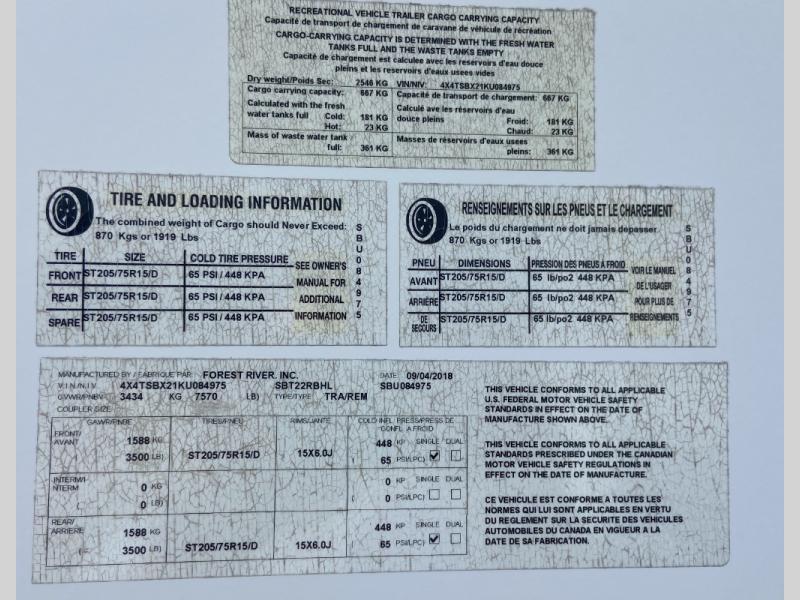 RECREATIONAL VEHICLE TRAILER CARGO CARRYING CAPACITY
Capacité de transport de chargement de caravane de véhicule de récréation
CARGO-CARRYING CAPACITY IS DETERMINED WITH THE FRESH WATER
TANKS FULL AND THE WASTE TANKS EMPTY
Capacité de chargement est calculee avec les reservoirs d'eau douce
pleins et les reservoirs d'eaux usees vides
Dry weight/Poids Sec: 2546 KG VIN/NIV: 4X4TSBX21KU084975
Cargo carrying capacity: 667 KG Capacité de transport de chargement: 667 KG
Calculated with the fresh
water tanks full Cold: 181 KG
Hot: 23 KG
Calculé ave les réservoirs d'eau
douce pleins Froid: 181 KG
Chaud: 23 KG
Mass of waste water tank
full: 361 KG
Masses de réservoirs d'eaux usees
pleins: 361 KG
TIRE AND LOADING INFORMATION
The combined weight of Cargo should Never Exceed:
870 Kgs or 1919 Lbs
TIRE SIZE COLD TIRE PRESSURE
FRONT ST205/75R15/D 65 PSI / 448 KPA
REAR ST205/75R15/D 65 PSI / 448 KPA
SPARE ST205/75R15/D 65 PSI / 448 KPA
SEE OWNER'S
MANUAL FOR
ADDITIONAL
INFORMATION
SBU084975
RENSEIGNEMENTS SUR LES PNEUS ET LE CHARGEMENT
Le poids du chargement ne doit jamais depasser
870 Kgs or 1919 Lbs
PNEU DIMENSIONS PRESSION DES PNEUS À FROID
AVANT ST205/75R15/D 65 lb/po2 448 KPA
ARRIÈRE ST205/75R15/D 65 lb/po2 448 KPA
DE
SECOURS ST205/75R15/D 65 lb/po2 448 KPA
VOIR LE MANUEL
DE L'USAGER
POUR PLUS DE
RENSEIGNEMENTS
SBU084975
MANUFACTURED BY / FABRIQUE PAR: FOREST RIVER, INC. DATE 09/04/2018
V.I.N./N.I.V. 4X4TSBX21KU084975 SBT22RBHL SBU084975
GVWR/PNBV 3434 KG 7570 LB) TYPE/TYPE TRA/REM
COUPLER SIZE
GAWR/PNBE TIRES/PNEU RIMS/JANTE COLD INFL. PRESS/PRESS DE
GONFL. A FROID
FRONT/
AVANT 1588 KG 448 KP SINGLE DUAL
3500 LB) ST205/75R15/D 15X6.0J ( 65 PSI/LPC)
INTERM/I
NTERM 0 KG 0 KP SINGLE DUAL
( 0 LB) ( 0 PSI/LPC)
REAR/
ARRIERE 1588 KG 448 KP SINGLE DUAL
(= 3500 LB) ST205/75R15/D 15X6.0J ( 65 PSI/LPC)
THIS VEHICLE CONFORMS TO ALL APPLICABLE
U.S. FEDERAL MOTOR VEHICLE SAFETY
STANDARDS IN EFFECT ON THE DATE OF
MANUFACTURE SHOWN ABOVE.
THIS VEHICLE CONFORMS TO ALL APPLICABLE
STANDARDS PRESCRIBED UNDER THE CANADIAN
MOTOR VEHICLE SAFETY REGULATIONS IN
EFFECT ON THE DATE OF MANUFACTURE.
CE VEHICULE EST CONFORME A TOUTES LES
NORMES QUI LUI SONT APPLICABLES EN VERTU
DU REGLEMENT SUR LA SECURITE DES VEHICULES
AUTOMOBILES DU CANADA EN VIGUEUR A LA
DATE DE SA FABRICATION.